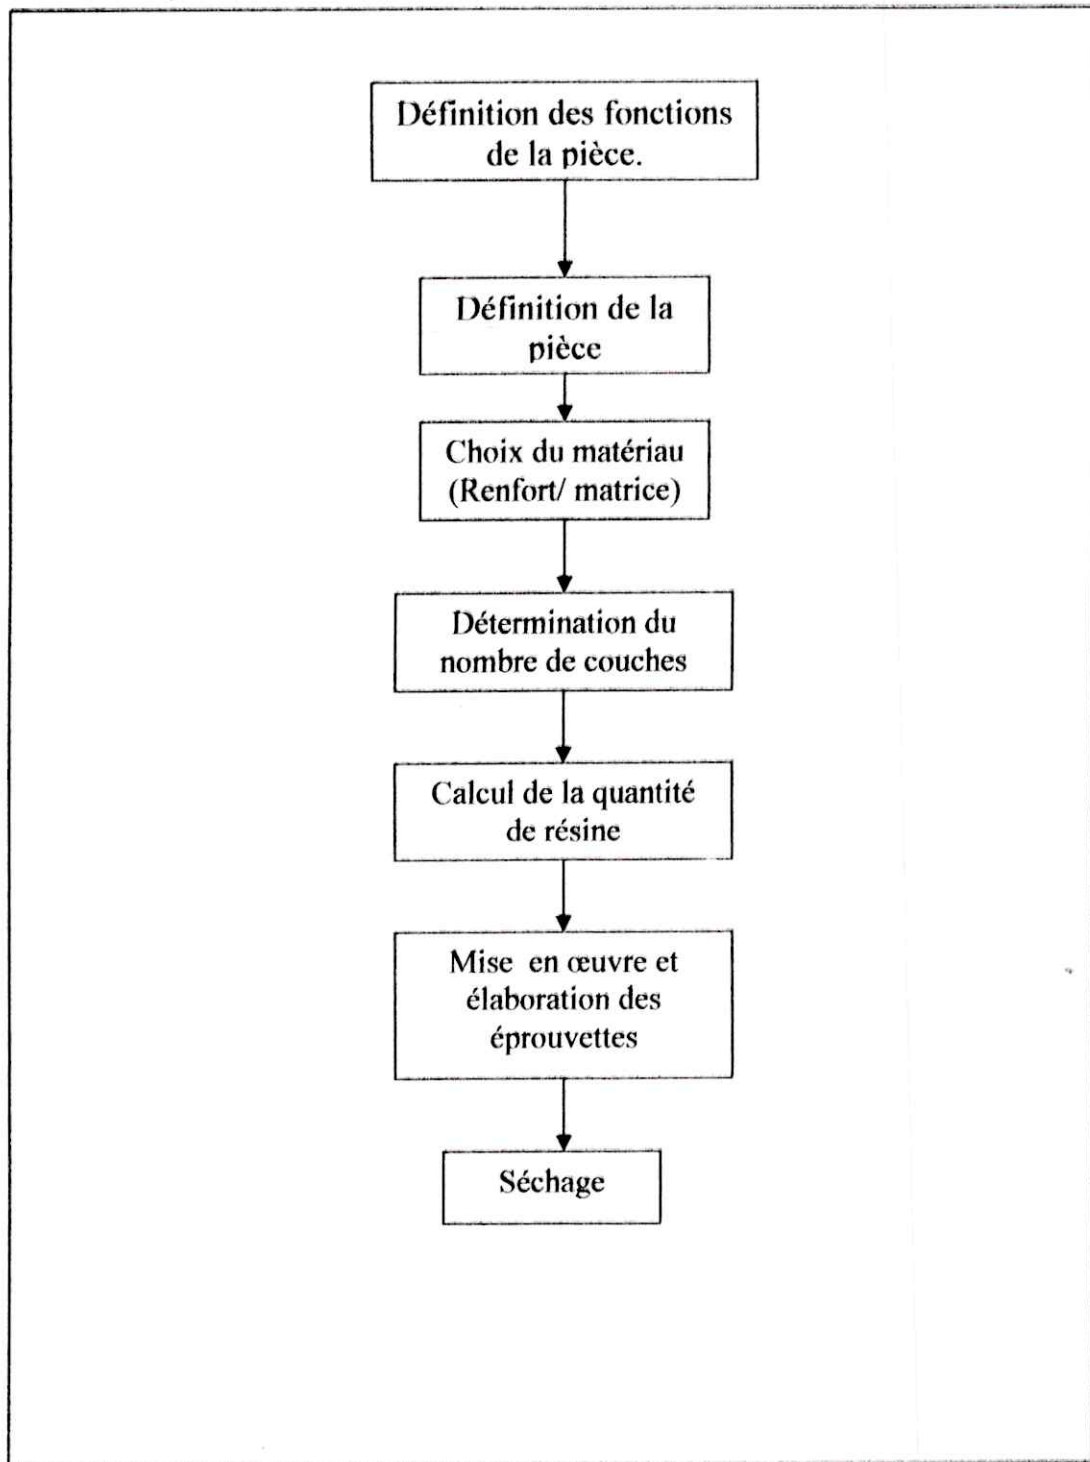 Définition des fonctions
de la pièce.
Définition de la
pièce
Choix du matériau
(Renfort/ matrice)
Détermination du
nombre de couches
Calcul de la quantité
de résine
Mise en œuvre et
élaboration des
éprouvettes
Séchage